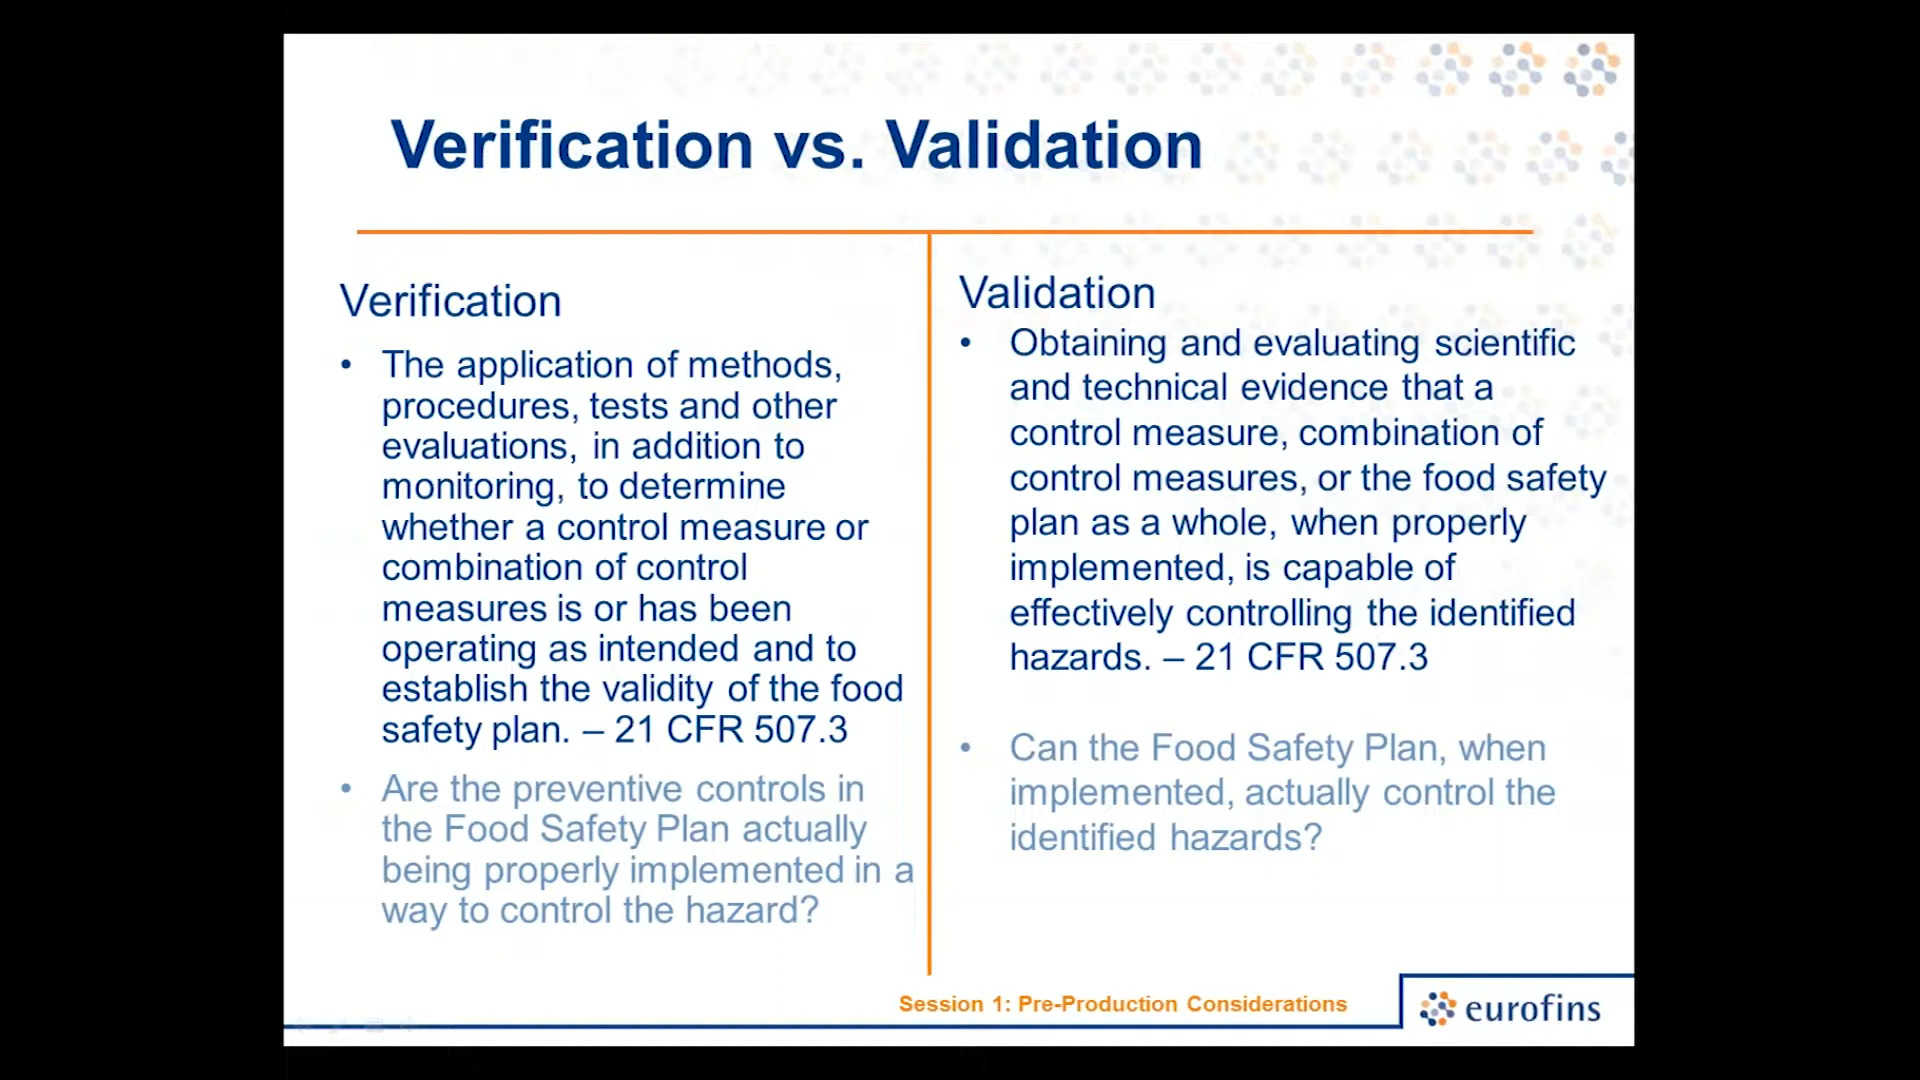 Verification vs. Validation
Verification
• The application of methods,
procedures, tests and other
evaluations, in addition to
monitoring, to determine
whether a control measure or
combination of control
measures is or has been
operating as intended and to
establish the validity of the food
safety plan. – 21 CFR 507.3
• Are the preventive controls in
the Food Safety Plan actually
being properly implemented in a
way to control the hazard?
Validation
• Obtaining and evaluating scientific
and technical evidence that a
control measure, combination of
control measures, or the food safety
plan as a whole, when properly
implemented, is capable of
effectively controlling the identified
hazards. – 21 CFR 507.3
• Can the Food Safety Plan, when
implemented, actually control the
identified hazards?
Session 1: Pre-Production Considerations
eurofins